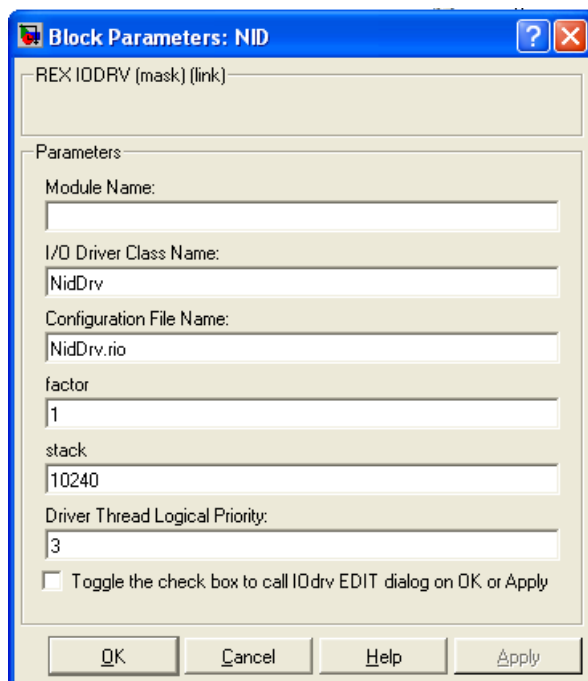 Block Parameters: NID
REX IODRV (mask) (link)
Parameters
Module Name:
I/O Driver Class Name:
NidDrv
Configuration File Name:
NidDrv.rio
factor
1
stack
10240
Driver Thread Logical Priority:
3
Toggle the check box to call IOdrv EDIT dialog on OK or Apply
OK Cancel Help Apply